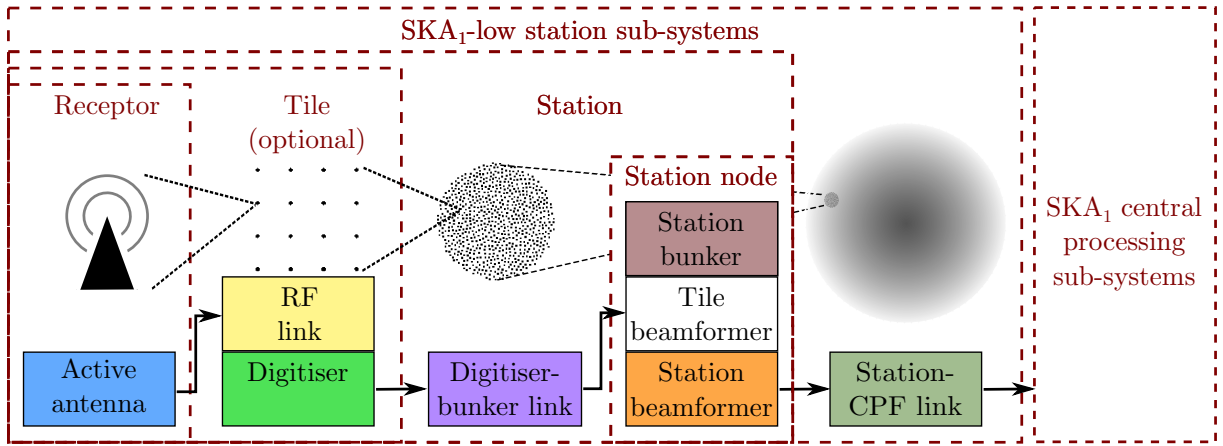 SKA₁-low station sub-systems
Receptor
Tile
(optional)
Station
Station node
SKA₁ central
processing
sub-systems
Station
bunker
RF
link
Tile
beamformer
Active
antenna
Digitiser
Digitiser-
bunker link
Station
beamformer
Station-
CPF link